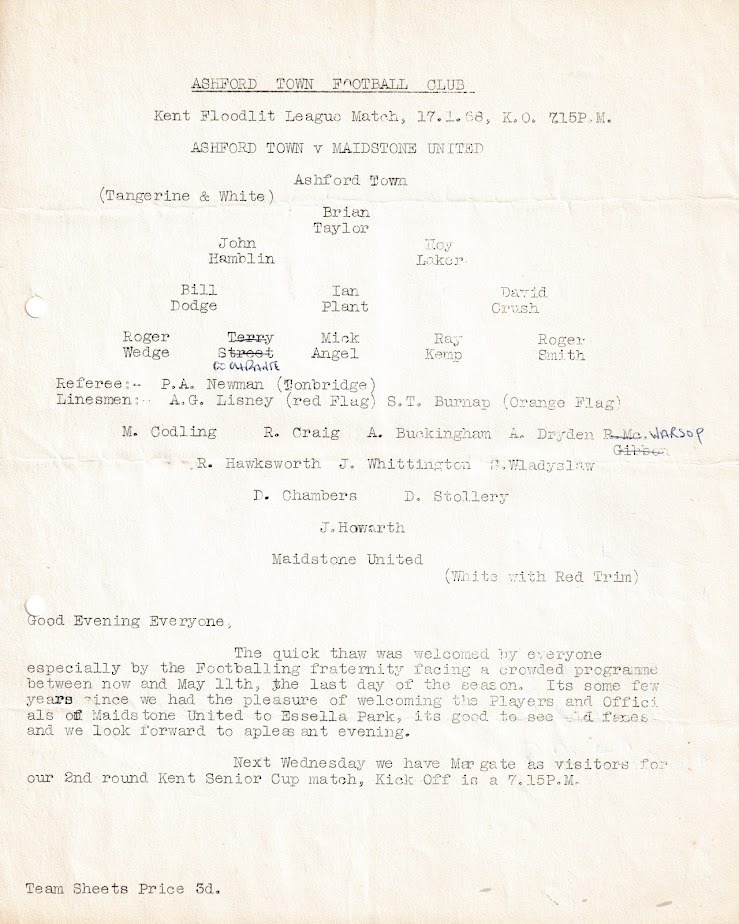 ASHFORD TOWN FOOTBALL CLUB
Kent Floodlit League Match, 17.1.68, K.O. 7.15P.M.
ASHFORD TOWN v MAIDSTONE UNITED
Ashford Town
(Tangerine & White)
Brian
Taylor
John Roy
Hamblin Laker
Bill Ian David
Dodge Plant Crush
Roger Terry Mick Ray Roger
Wedge Street Angel Kemp Smith
Referee:- P.A. Newman (Tonbridge)
Linesmen:- A.G. Lisney (red Flag) S.T. Burnap (Orange Flag)
M. Codling R. Craig A. Buckingham A. Dryden R. Mc. WARSOP
Gibbon
R. Hawksworth J. Whittington S.Wladyslaw
D. Chambers D. Stollery
J.Howarth
Maidstone United
(White with Red Trim)
Good Evening Everyone,
The quick thaw was welcomed by everyone
especially by the Footballing fraternity facing a crowded programme
between now and May 11th, the last day of the season. Its some few
years since we had the pleasure of welcoming the Players and Offici
als of Maidstone United to Essella Park, its good to see old faces
and we look forward to apleasant evening.
Next Wednesday we have Margate as visitors for
our 2nd round Kent Senior Cup match, Kick Off is a 7.15P.M.
Team Sheets Price 3d.